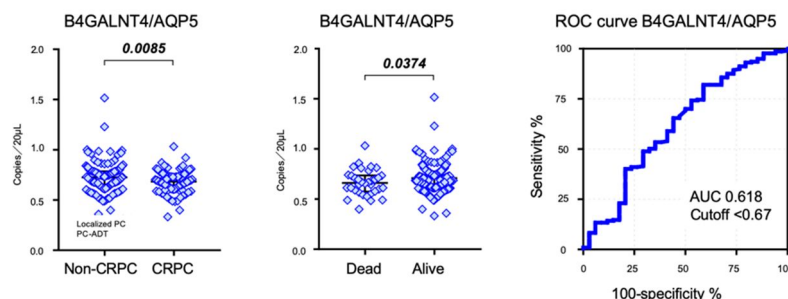 B4GALNT4/AQP5
0.0085
2.0
1.5
1.0
0.5
0.0
Copies/20μL
Localized PC
PC-ADT
Non-CRPC CRPC
B4GALNT4/AQP5
0.0374
2.0
1.5
1.0
0.5
0.0
Copies/20μL
Dead Alive
ROC curve B4GALNT4/AQP5
100
75
50
25
0
Sensitivity %
AUC 0.618
Cutoff <0.67
0 25 50 75 100
100-specificity %